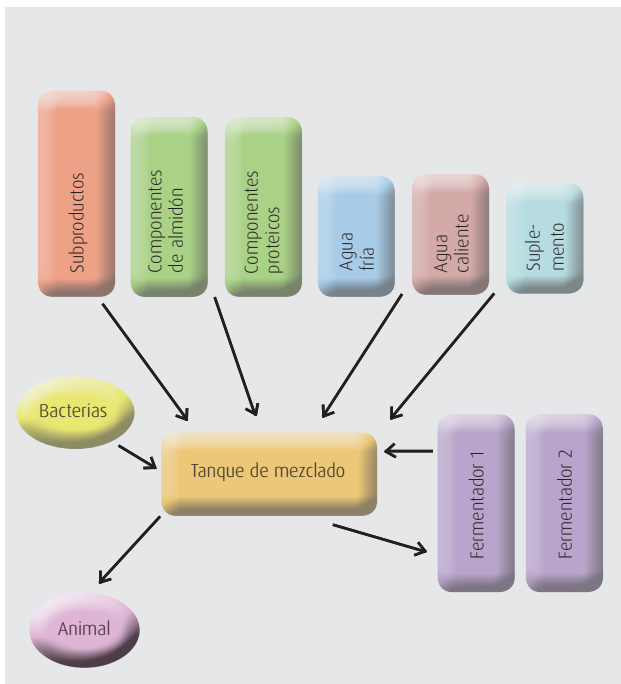 Subproductos
Componentes
de almidón
Componentes
proteicos
Agua
fría
Agua
caliente
Suple-
mento
Bacterias
Tanque de mezclado
Fermentador 1
Fermentador 2
Animal